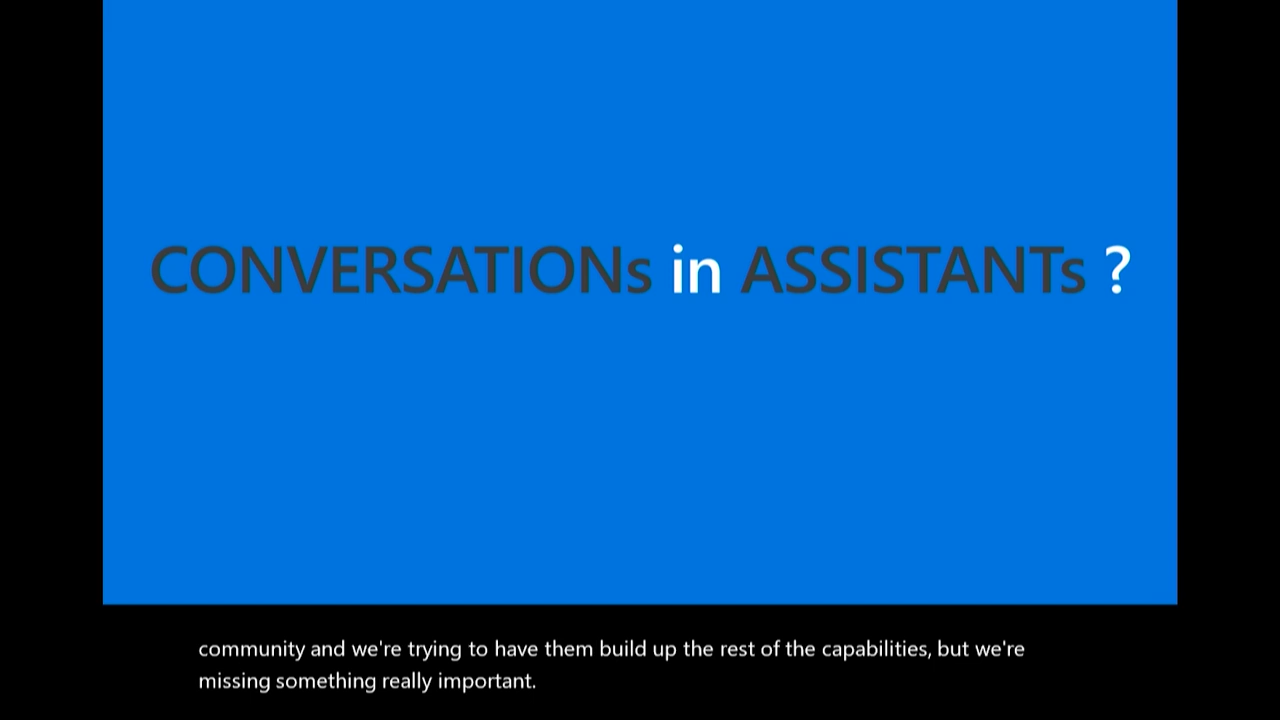 CONVERSATIONs in ASSISTANTs ?
community and we're trying to have them build up the rest of the capabilities, but we're
missing something really important.